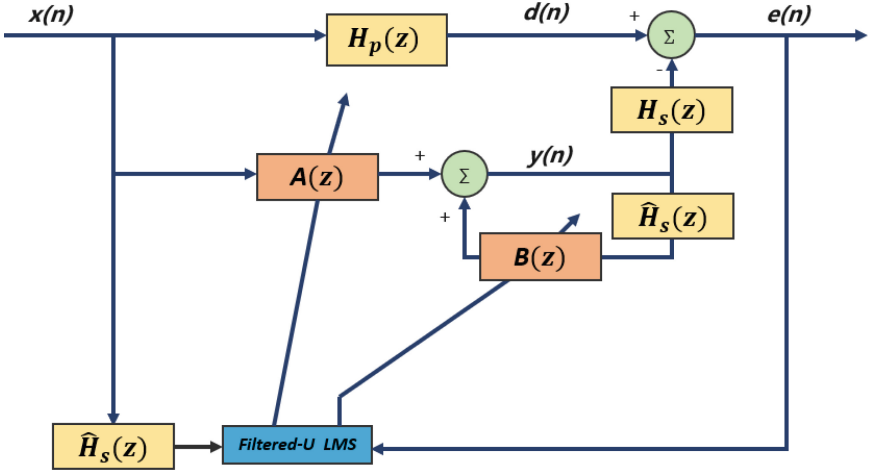 x(n)
d(n)
e(n)
+
Σ
H_p(z)
-
H_s(z)
+
y(n)
A(z)
Σ
+
Ĥ_s(z)
B(z)
Ĥ_s(z)
Filtered-U LMS